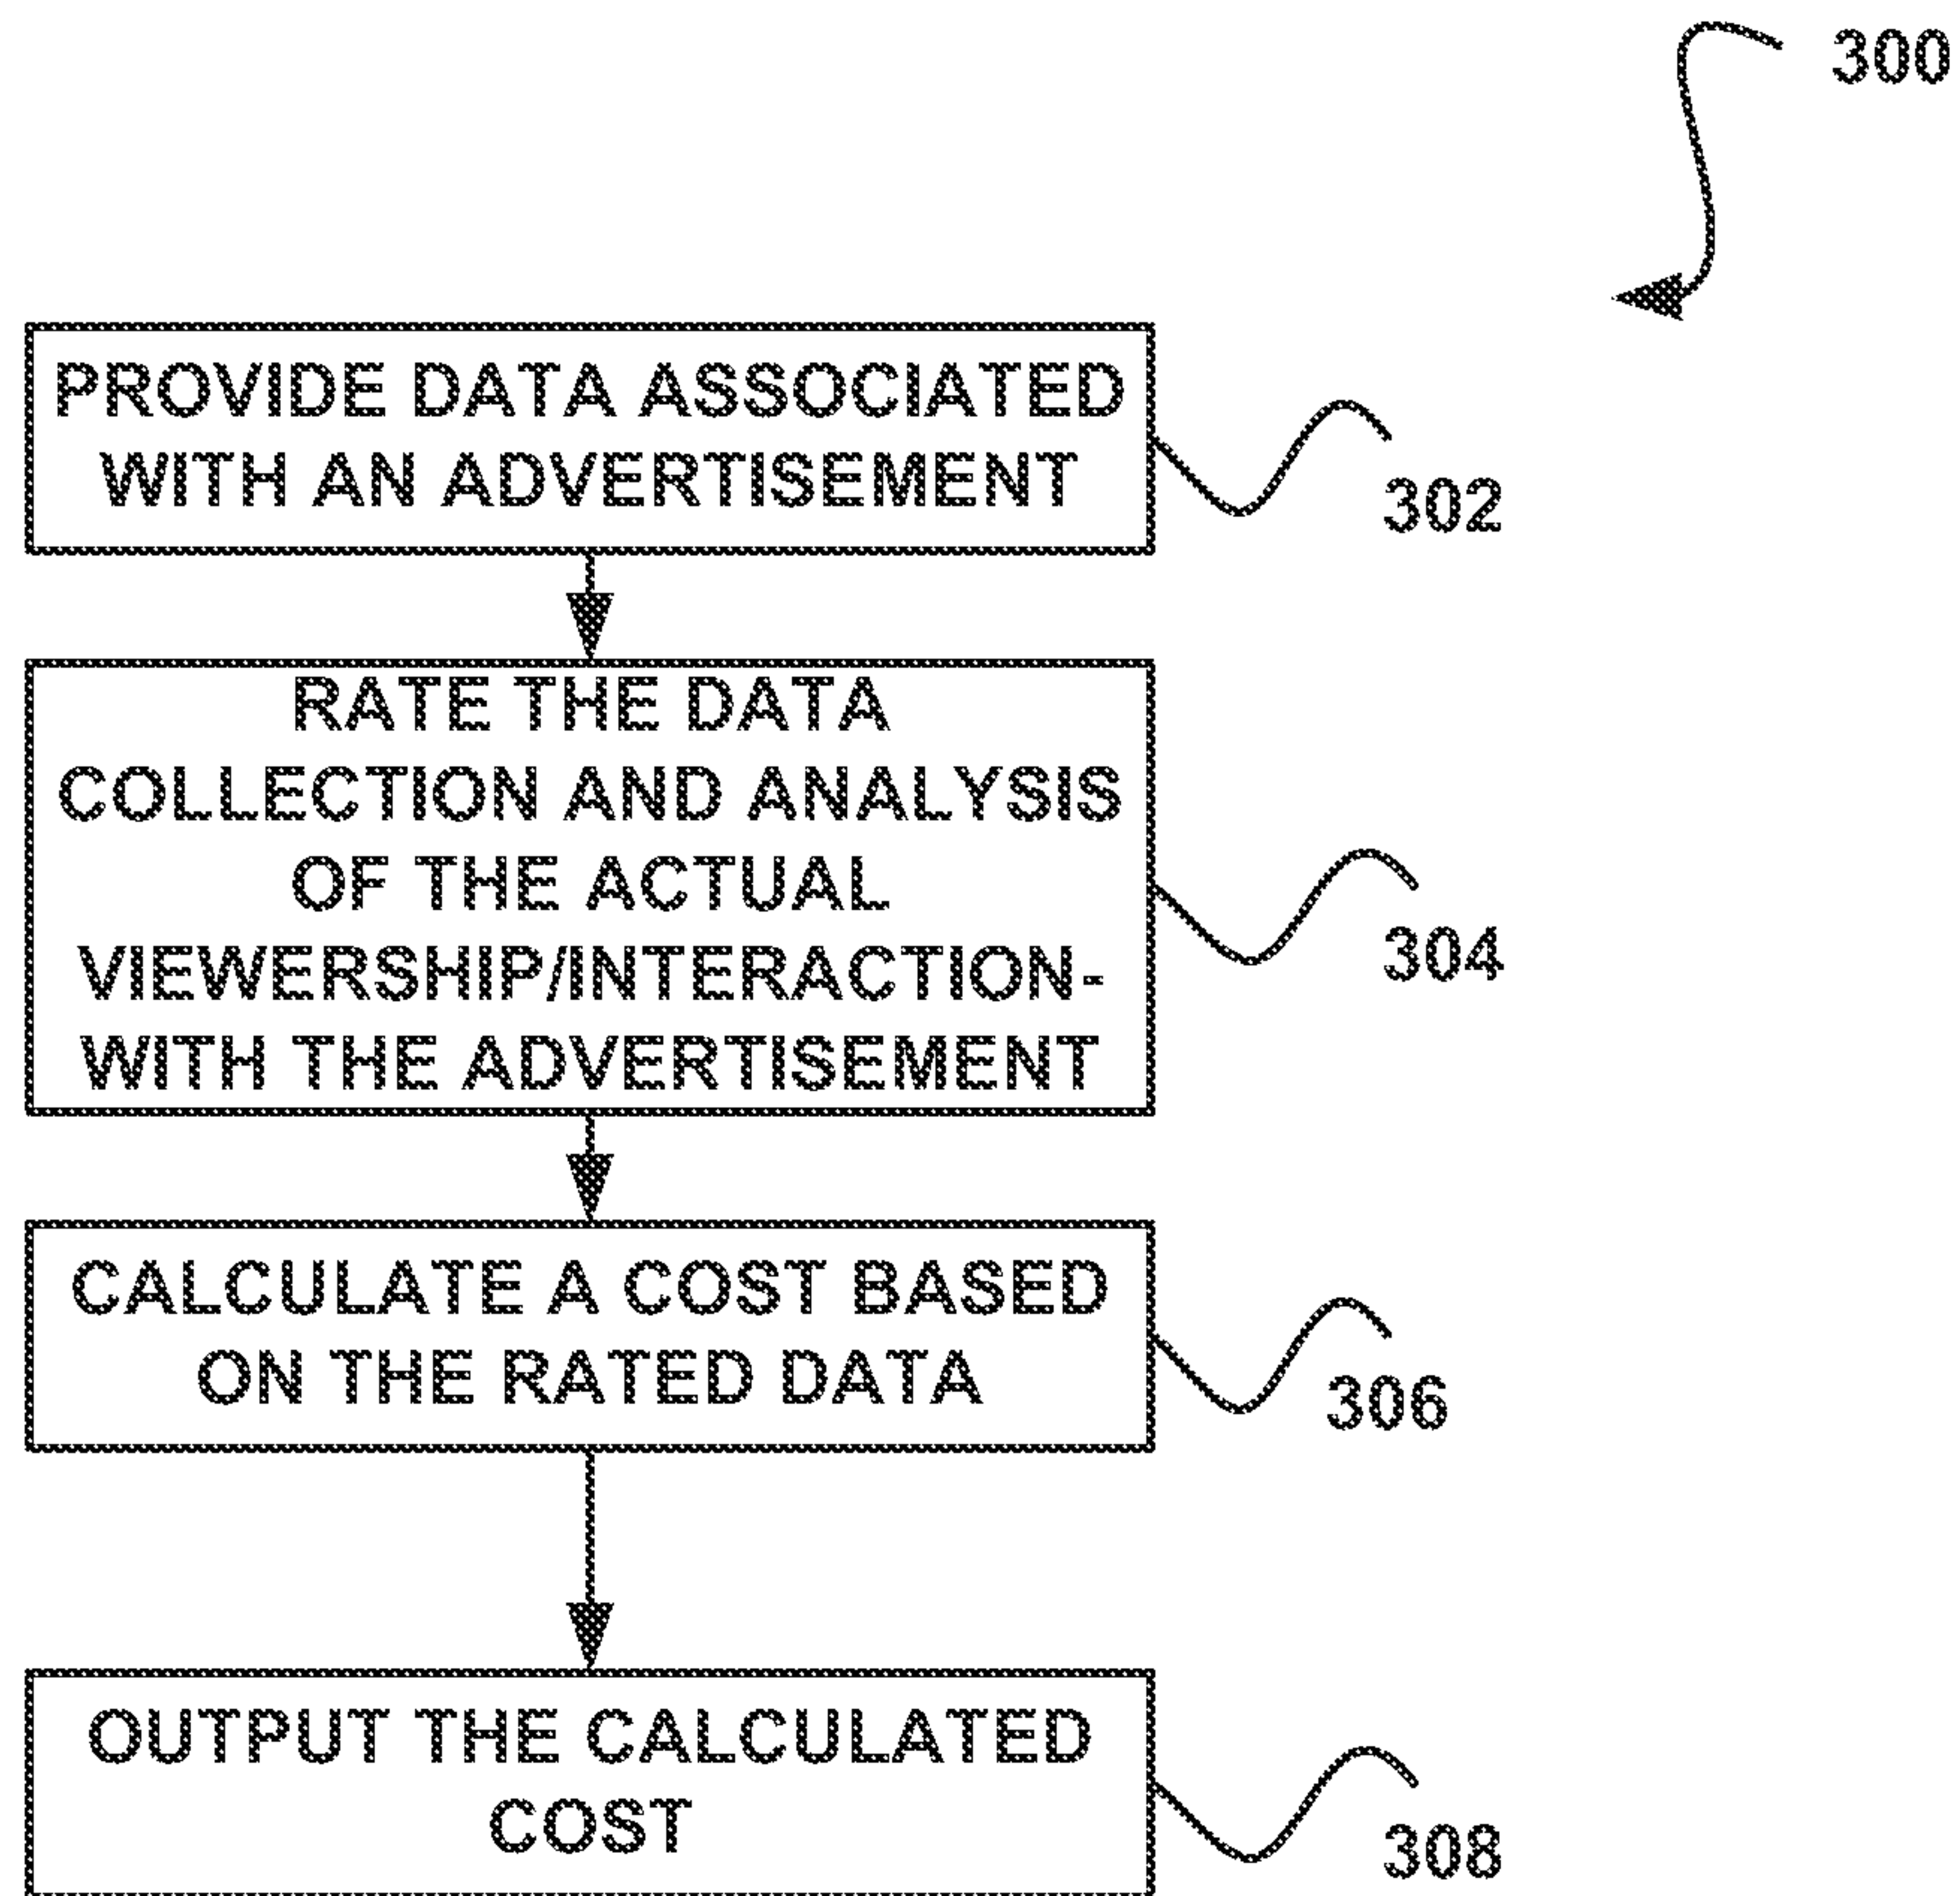 300
PROVIDE DATA ASSOCIATED
WITH AN ADVERTISEMENT
302
RATE THE DATA
COLLECTION AND ANALYSIS
OF THE ACTUAL
VIEWERSHIP/INTERACTION-
WITH THE ADVERTISEMENT
304
CALCULATE A COST BASED
ON THE RATED DATA
306
OUTPUT THE CALCULATED
COST
308